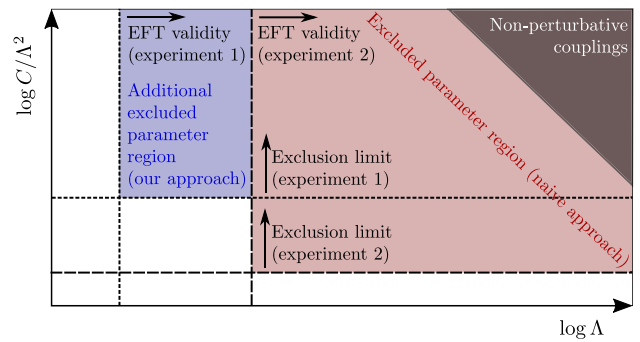 log C/Λ²
EFT validity
(experiment 1)
EFT validity
(experiment 2)
Non-perturbative
couplings
Additional
excluded
parameter
region
(our approach)
Excluded parameter region (naive approach)
Exclusion limit
(experiment 1)
Exclusion limit
(experiment 2)
log Λ